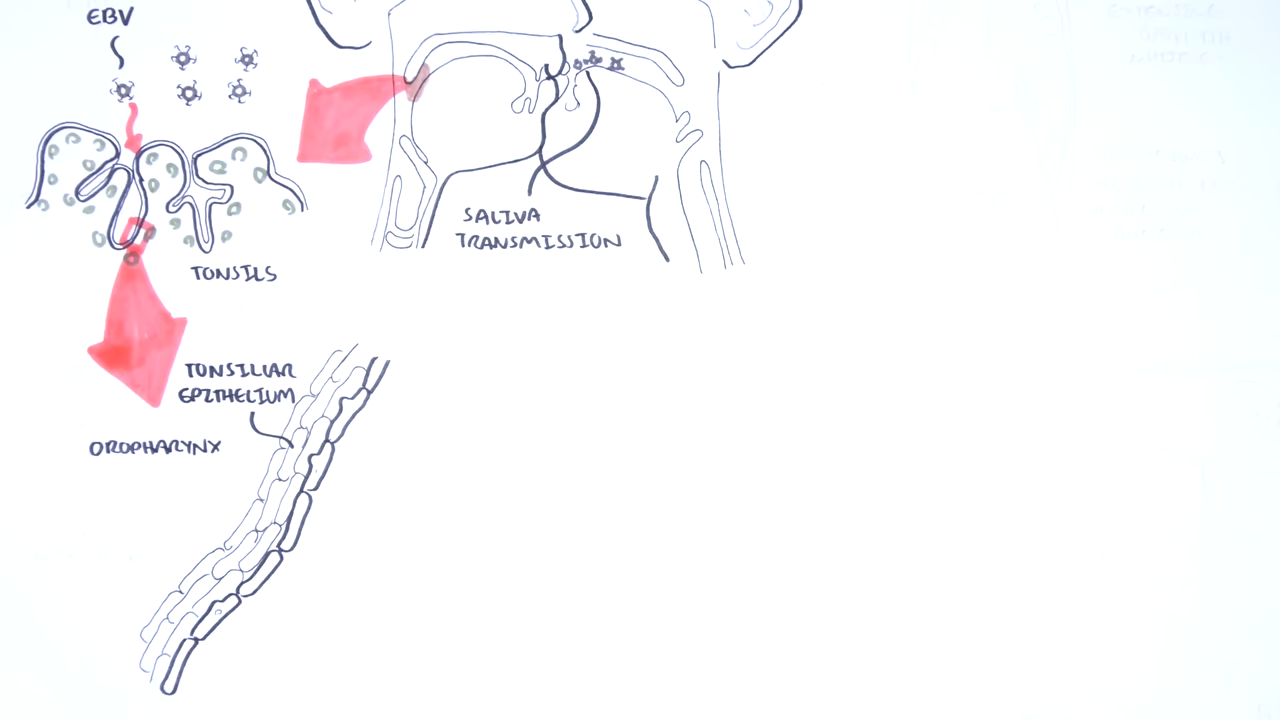 EBV
SALIVA
TRANSMISSION
TONSILS
TONSILLAR
EPITHELIUM
OROPHARYNX